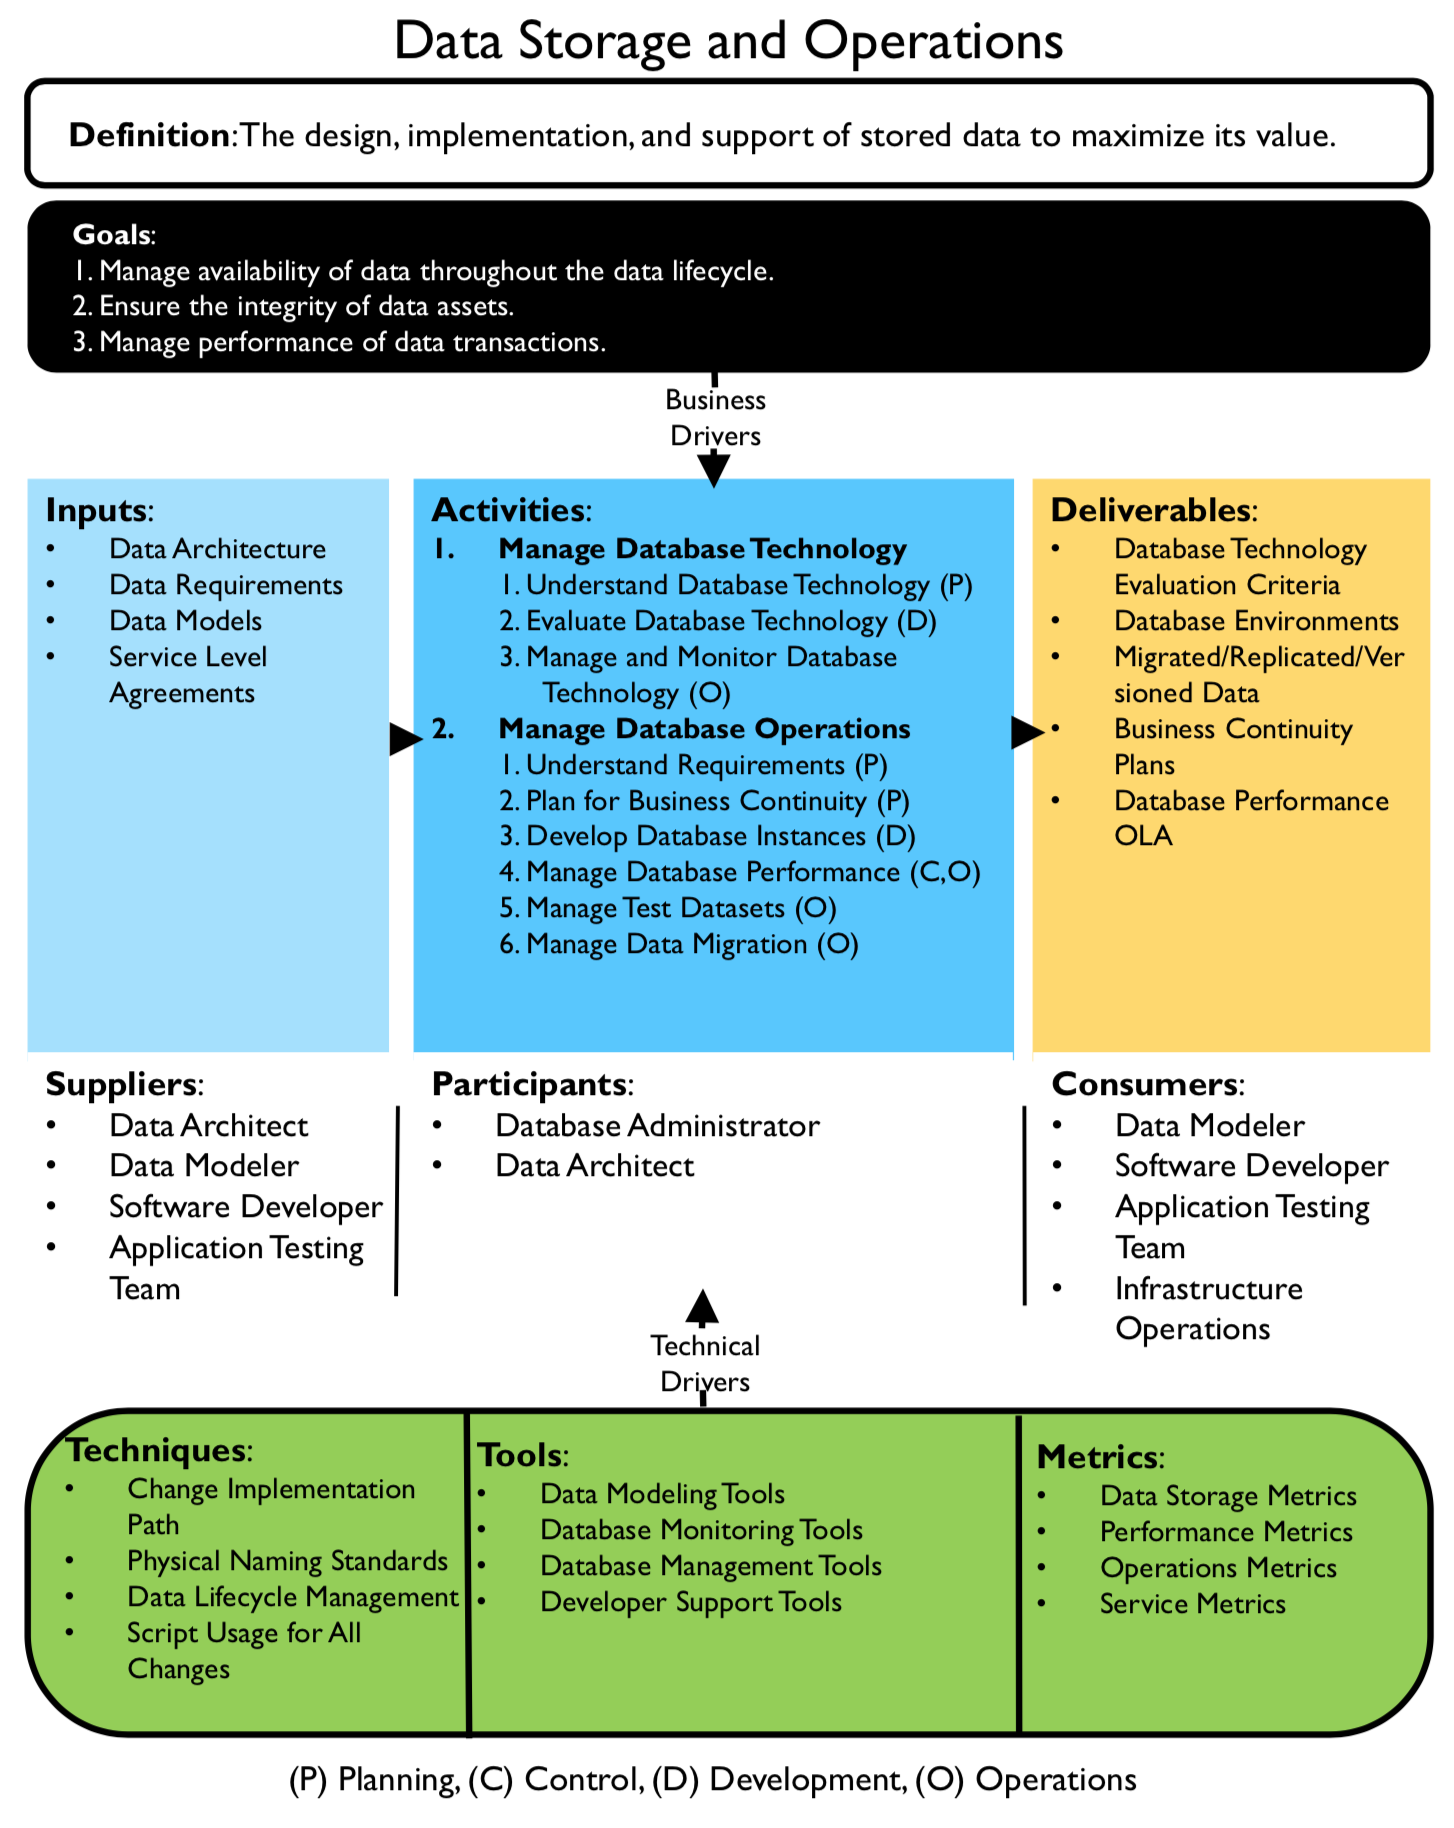 Data Storage and Operations
Definition: The design, implementation, and support of stored data to maximize its value.
Goals:
1. Manage availability of data throughout the data lifecycle.
2. Ensure the integrity of data assets.
3. Manage performance of data transactions.
Business
Drivers
Inputs:
• Data Architecture
• Data Requirements
• Data Models
• Service Level
Agreements
Activities:
1. Manage Database Technology
1. Understand Database Technology (P)
2. Evaluate Database Technology (D)
3. Manage and Monitor Database
Technology (O)
2. Manage Database Operations
1. Understand Requirements (P)
2. Plan for Business Continuity (P)
3. Develop Database Instances (D)
4. Manage Database Performance (C,O)
5. Manage Test Datasets (O)
6. Manage Data Migration (O)
Deliverables:
• Database Technology
Evaluation Criteria
• Database Environments
• Migrated/Replicated/Ver
sioned Data
• Business Continuity
Plans
• Database Performance
OLA
Suppliers:
• Data Architect
• Data Modeler
• Software Developer
• Application Testing
Team
Participants:
• Database Administrator
• Data Architect
Consumers:
• Data Modeler
• Software Developer
• Application Testing
Team
• Infrastructure
Operations
Technical
Drivers
Techniques:
• Change Implementation
Path
• Physical Naming Standards
• Data Lifecycle Management
• Script Usage for All
Changes
Tools:
• Data Modeling Tools
• Database Monitoring Tools
• Database Management Tools
• Developer Support Tools
Metrics:
• Data Storage Metrics
• Performance Metrics
• Operations Metrics
• Service Metrics
(P) Planning, (C) Control, (D) Development, (O) Operations